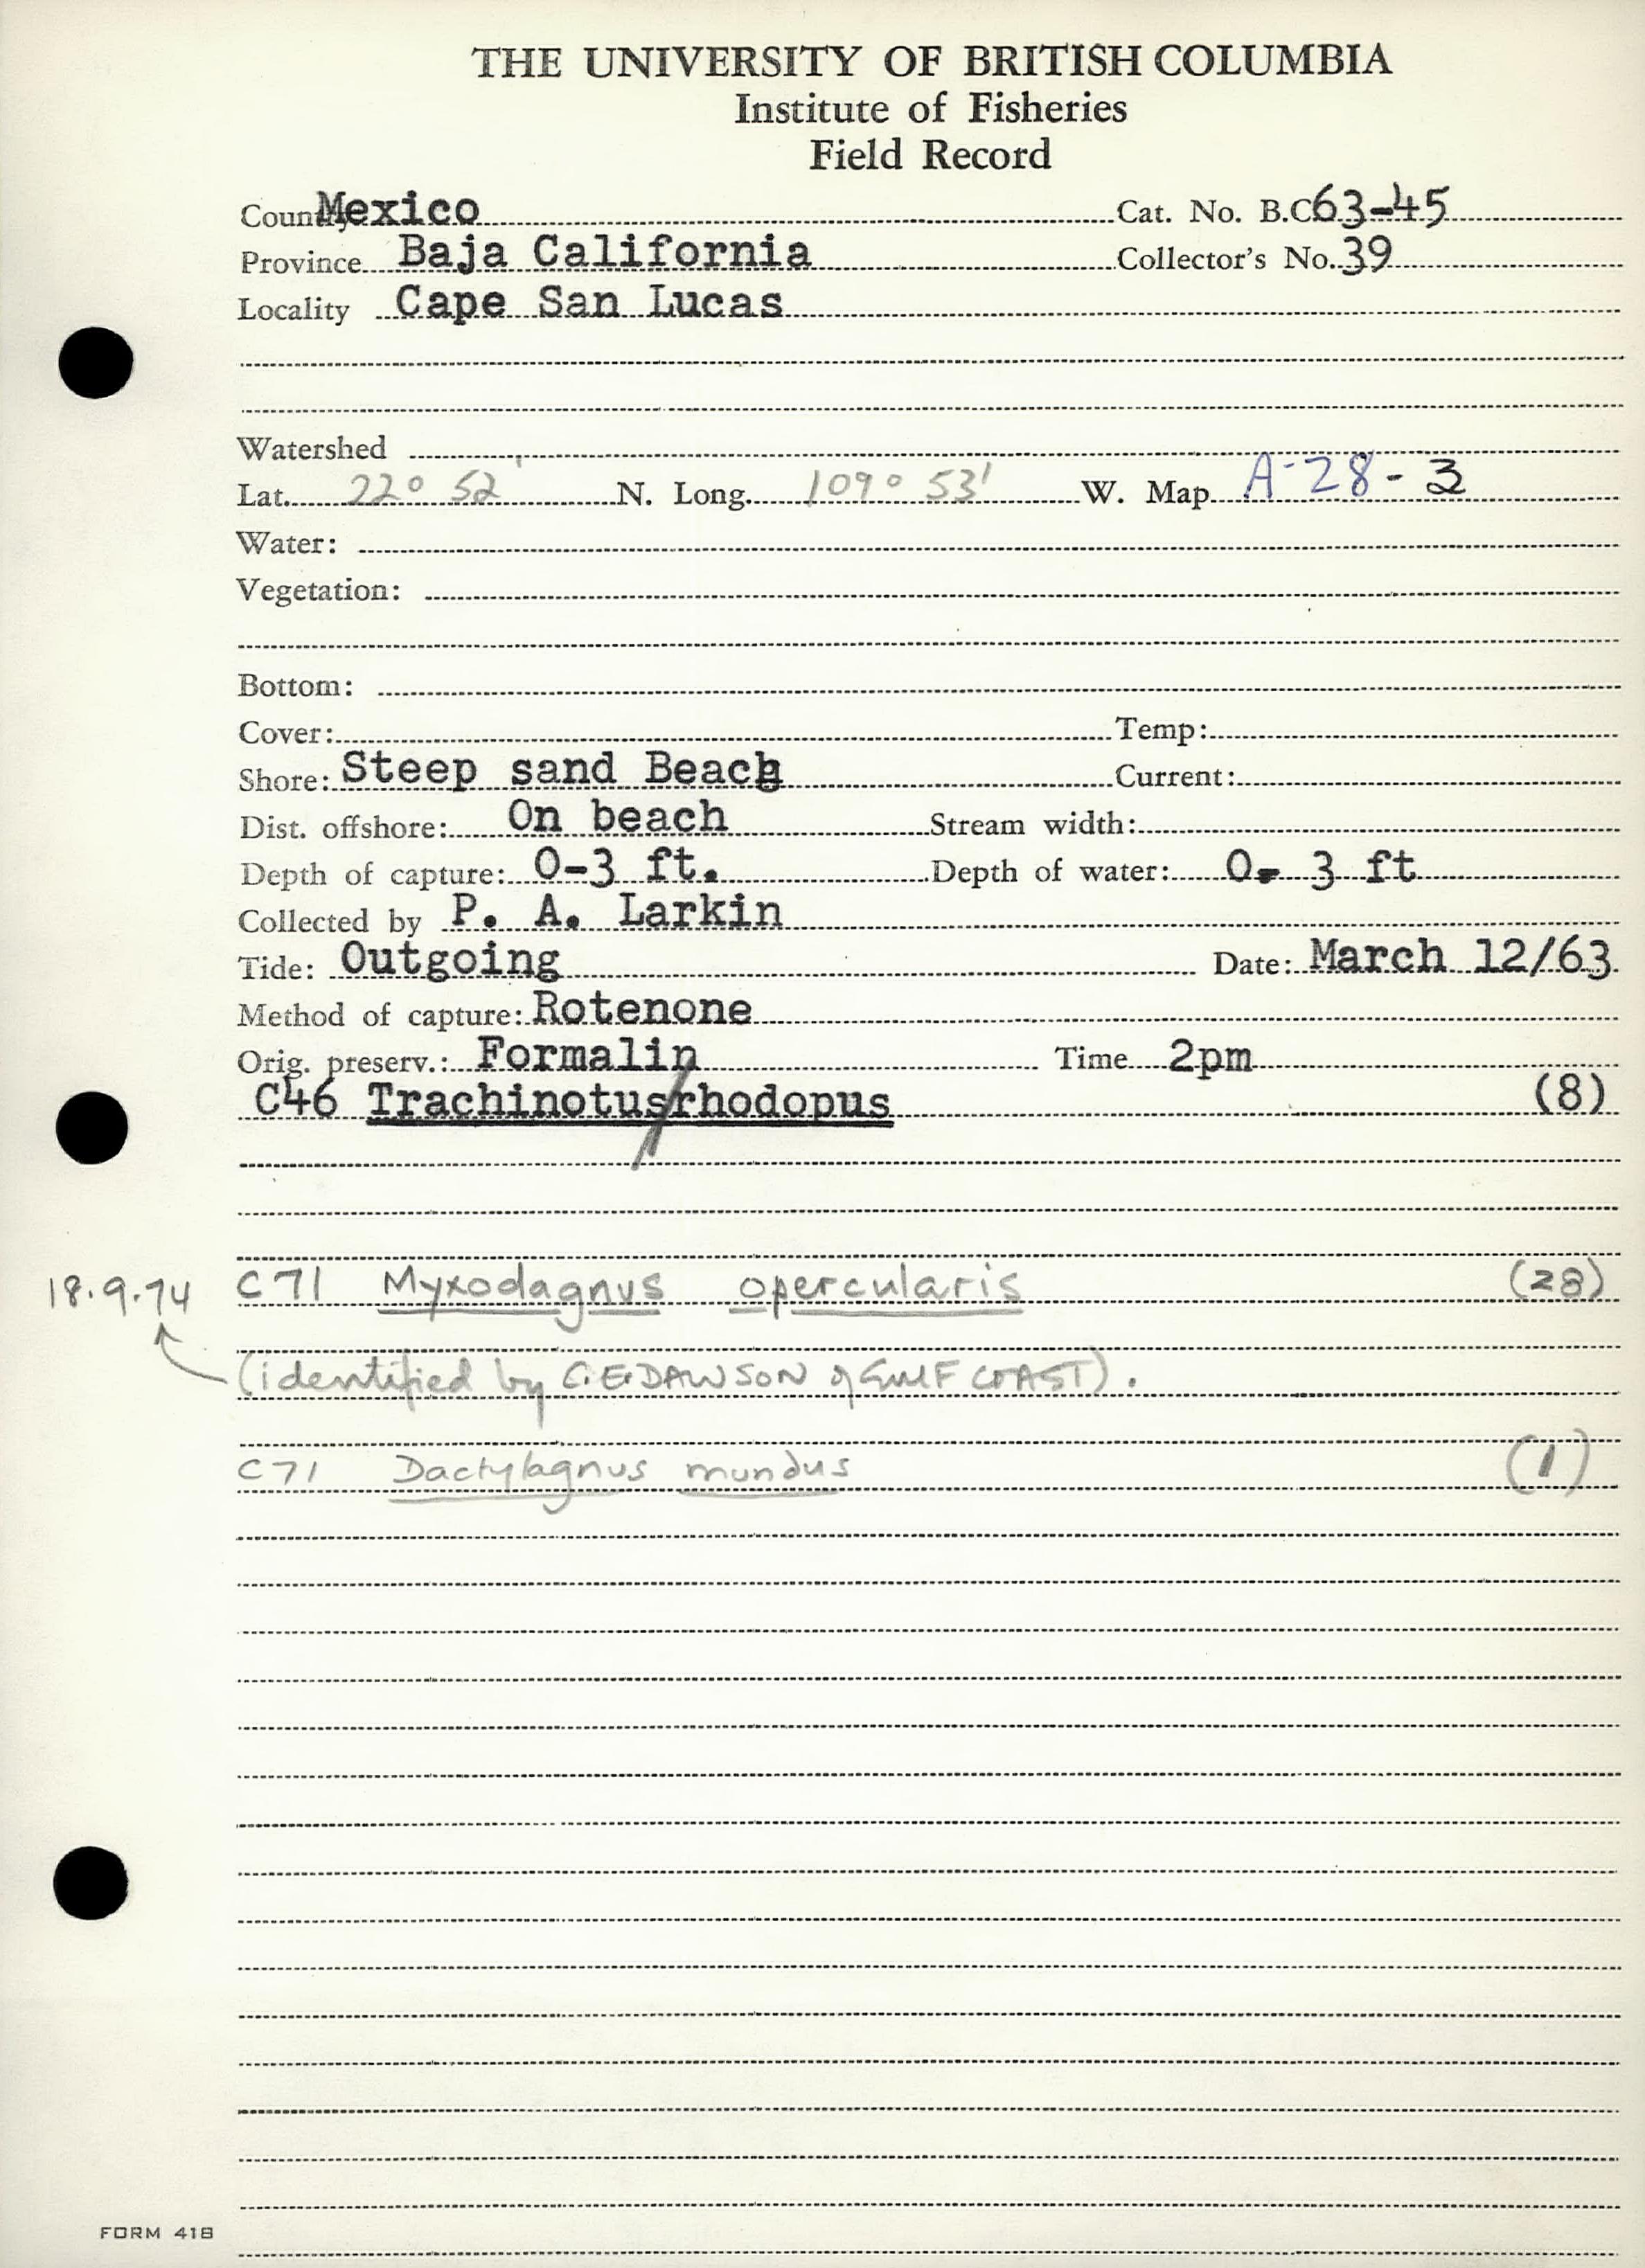 THE UNIVERSITY OF BRITISH COLUMBIA
Institute of Fisheries
Field Record
Country Mexico Cat. No. B.C. 63-45
Province Baja California Collector's No. 39
Locality Cape San Lucas
Watershed
Lat. 22° 52' N. Long. 109° 53' W. Map A-28-3
Water:
Vegetation:
Bottom:
Cover: Temp:
Shore: Steep sand Beach Current:
Dist. offshore: On beach Stream width:
Depth of capture: 0-3 ft. Depth of water: 0- 3 ft
Collected by P. A. Larkin
Tide: Outgoing Date: March 12/63
Method of capture: Rotenone
Orig. preserv.: Formalin Time 2pm
C46 Trachinotus/rhodopus (8)
18.9.74 C71 Myxodagnus opercularis (28)
(identified by C.E. DAWSON of GULF COAST).
C71 Dactylagnus mundus (1)
FORM 418